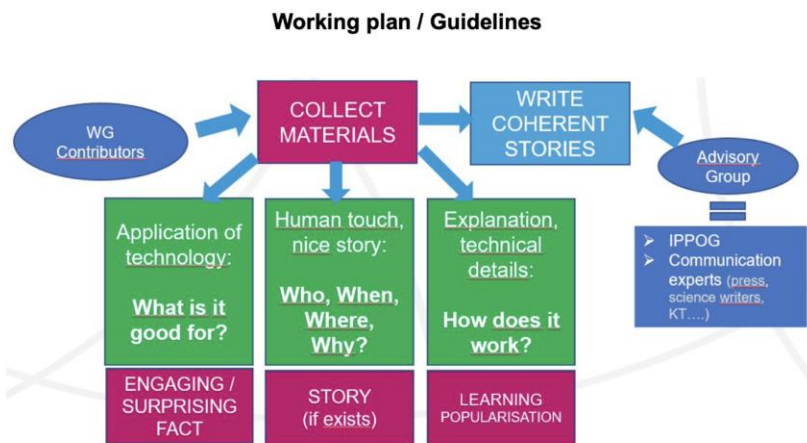 Working plan / Guidelines
WG
Contributors
COLLECT
MATERIALS
WRITE
COHERENT
STORIES
Advisory
Group
Application of
technology:
What is it
good for?
Human touch,
nice story:
Who, When,
Where,
Why?
Explanation,
technical
details:
How does it
work?
➢ IPPOG
➢ Communication
experts (press,
science writers,
KT....)
ENGAGING /
SURPRISING
FACT
STORY
(if exists)
LEARNING
POPULARISATION